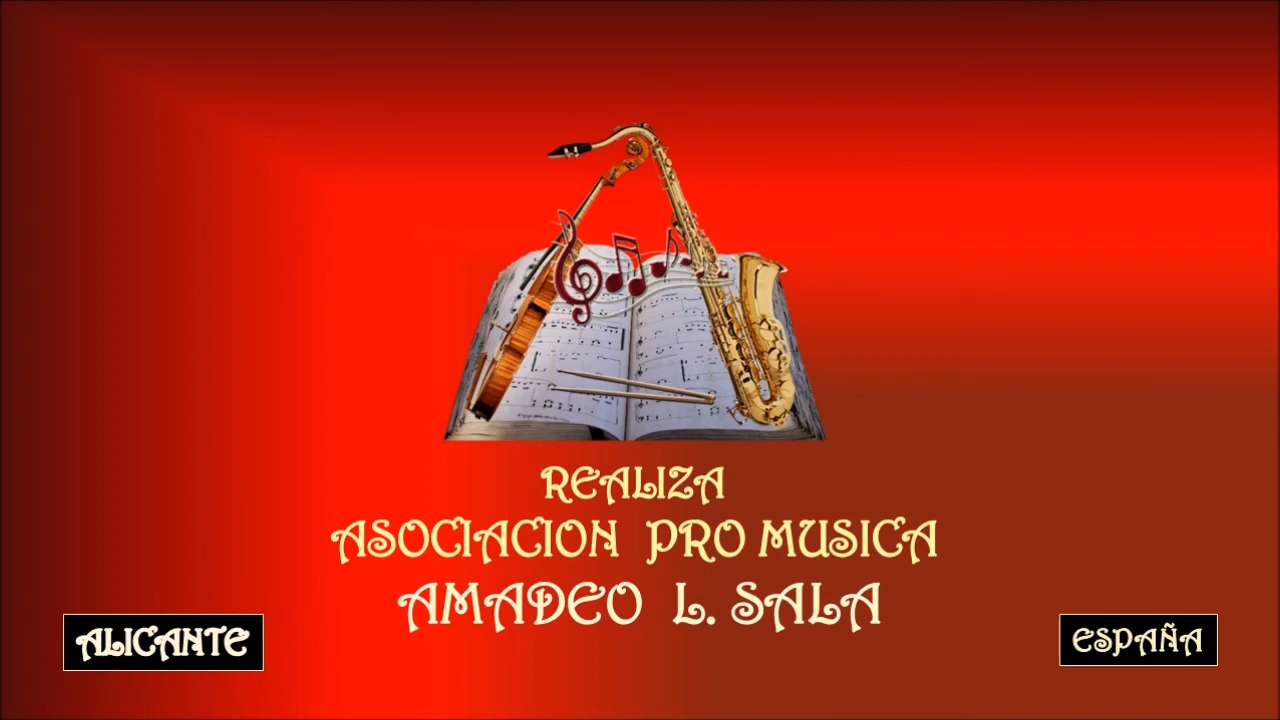 REALIZA
ASOCIACION PRO MUSICA
AMADEO L. SALA
ALICANTE
ESPAÑA